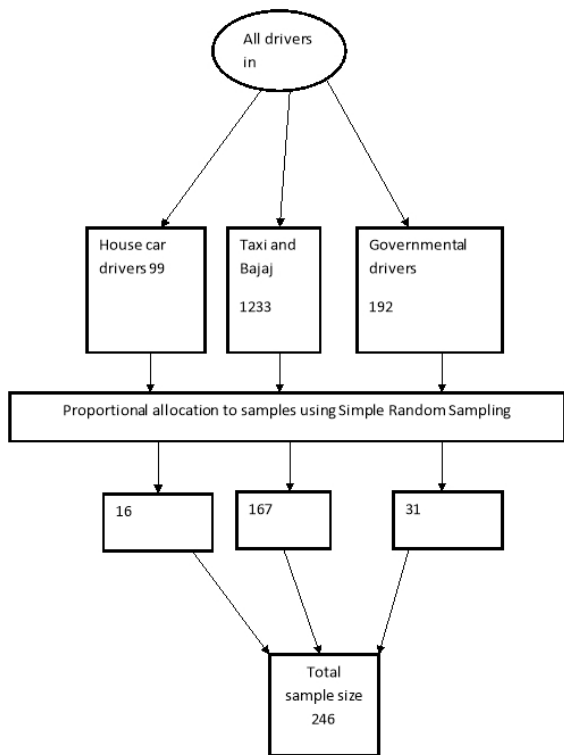 All drivers
in
House car
drivers 99
Taxi and
Bajaj
1233
Governmental
drivers
192
Proportional allocation to samples using Simple Random Sampling
16
167
31
Total
sample size
246